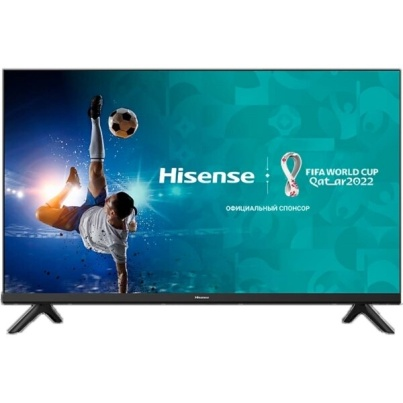 Hisense
FIFA WORLD CUP
Qatar2022
ОФИЦИАЛЬНЫЙ СПОНСОР
Hisense